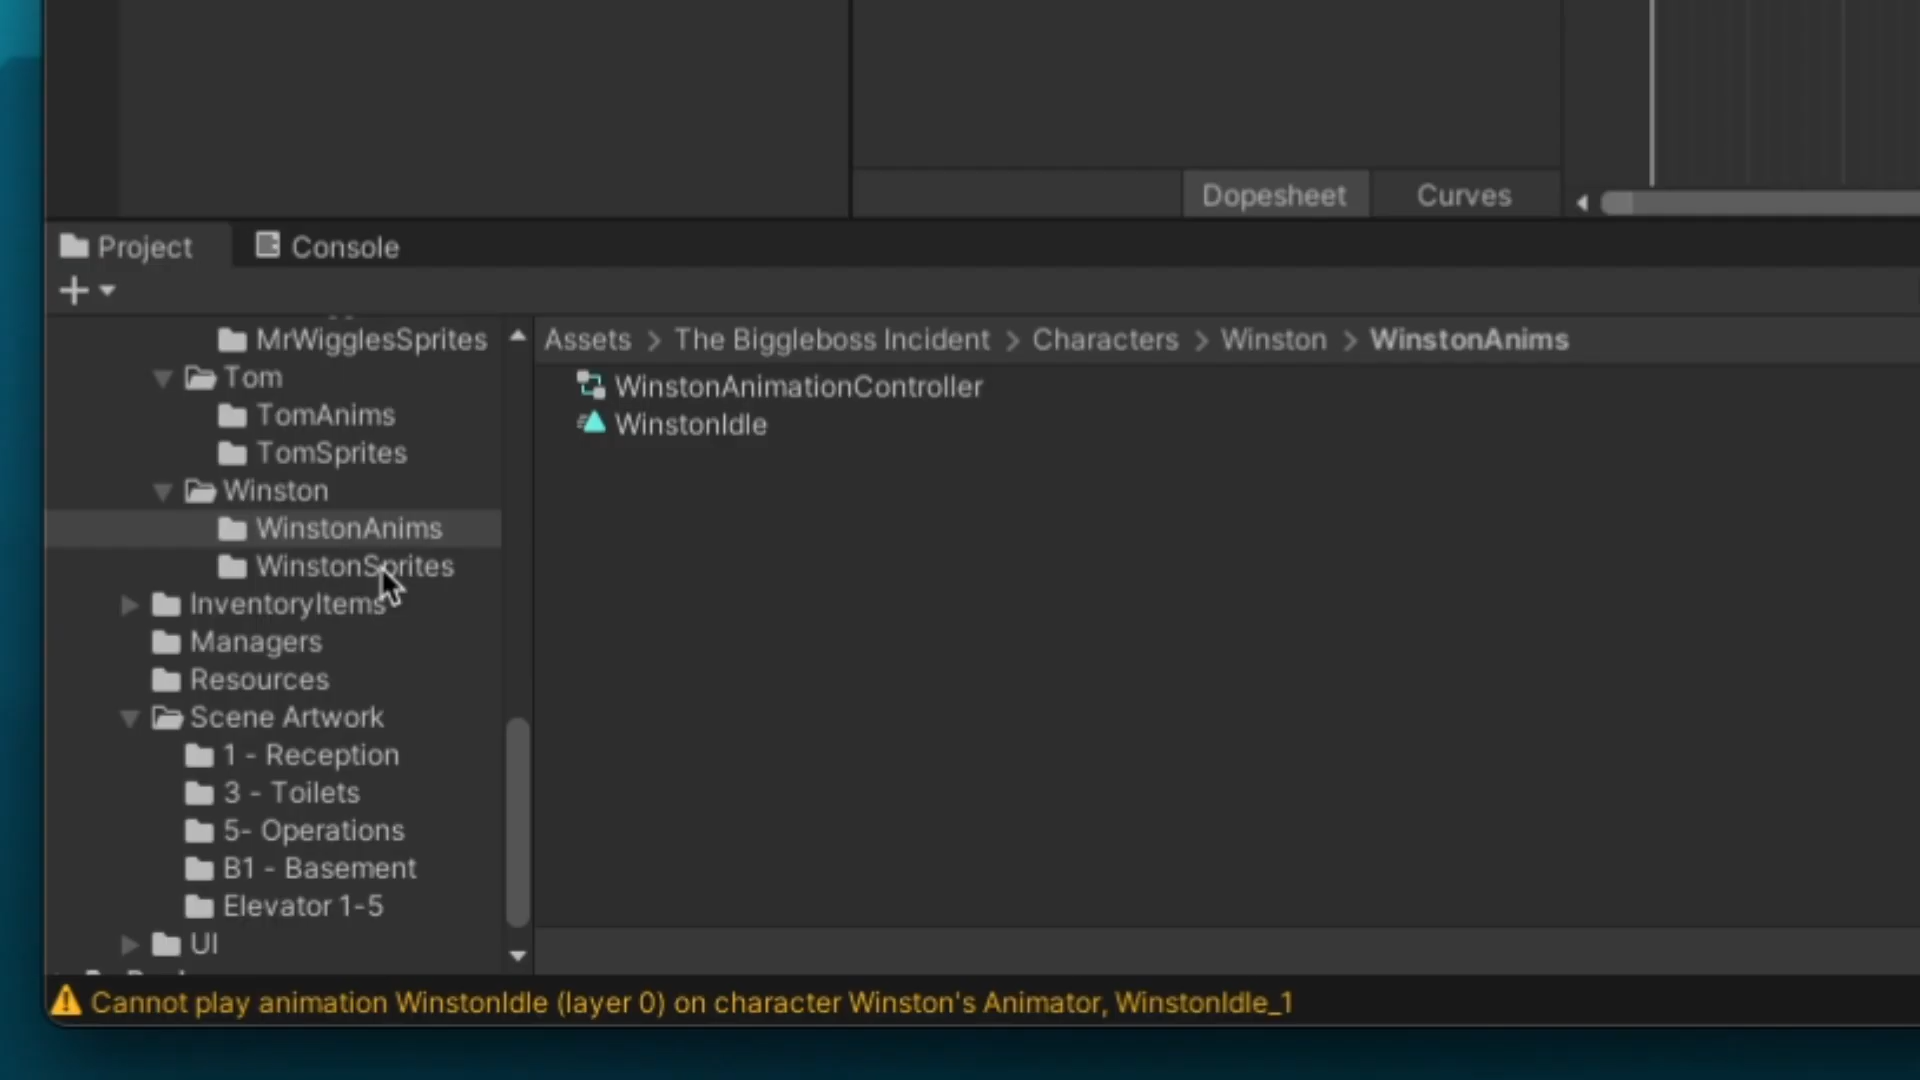 Dopesheet Curves
Project Console
MrWigglesSprites
Tom
TomAnims
TomSprites
Winston
WinstonAnims
WinstonSprites
InventoryItems
Managers
Resources
Scene Artwork
1 - Reception
3 - Toilets
5- Operations
B1 - Basement
Elevator 1-5
UI
Assets > The Biggleboss Incident > Characters > Winston > WinstonAnims
WinstonAnimationController
WinstonIdle
Cannot play animation WinstonIdle (layer 0) on character Winston's Animator, WinstonIdle_1